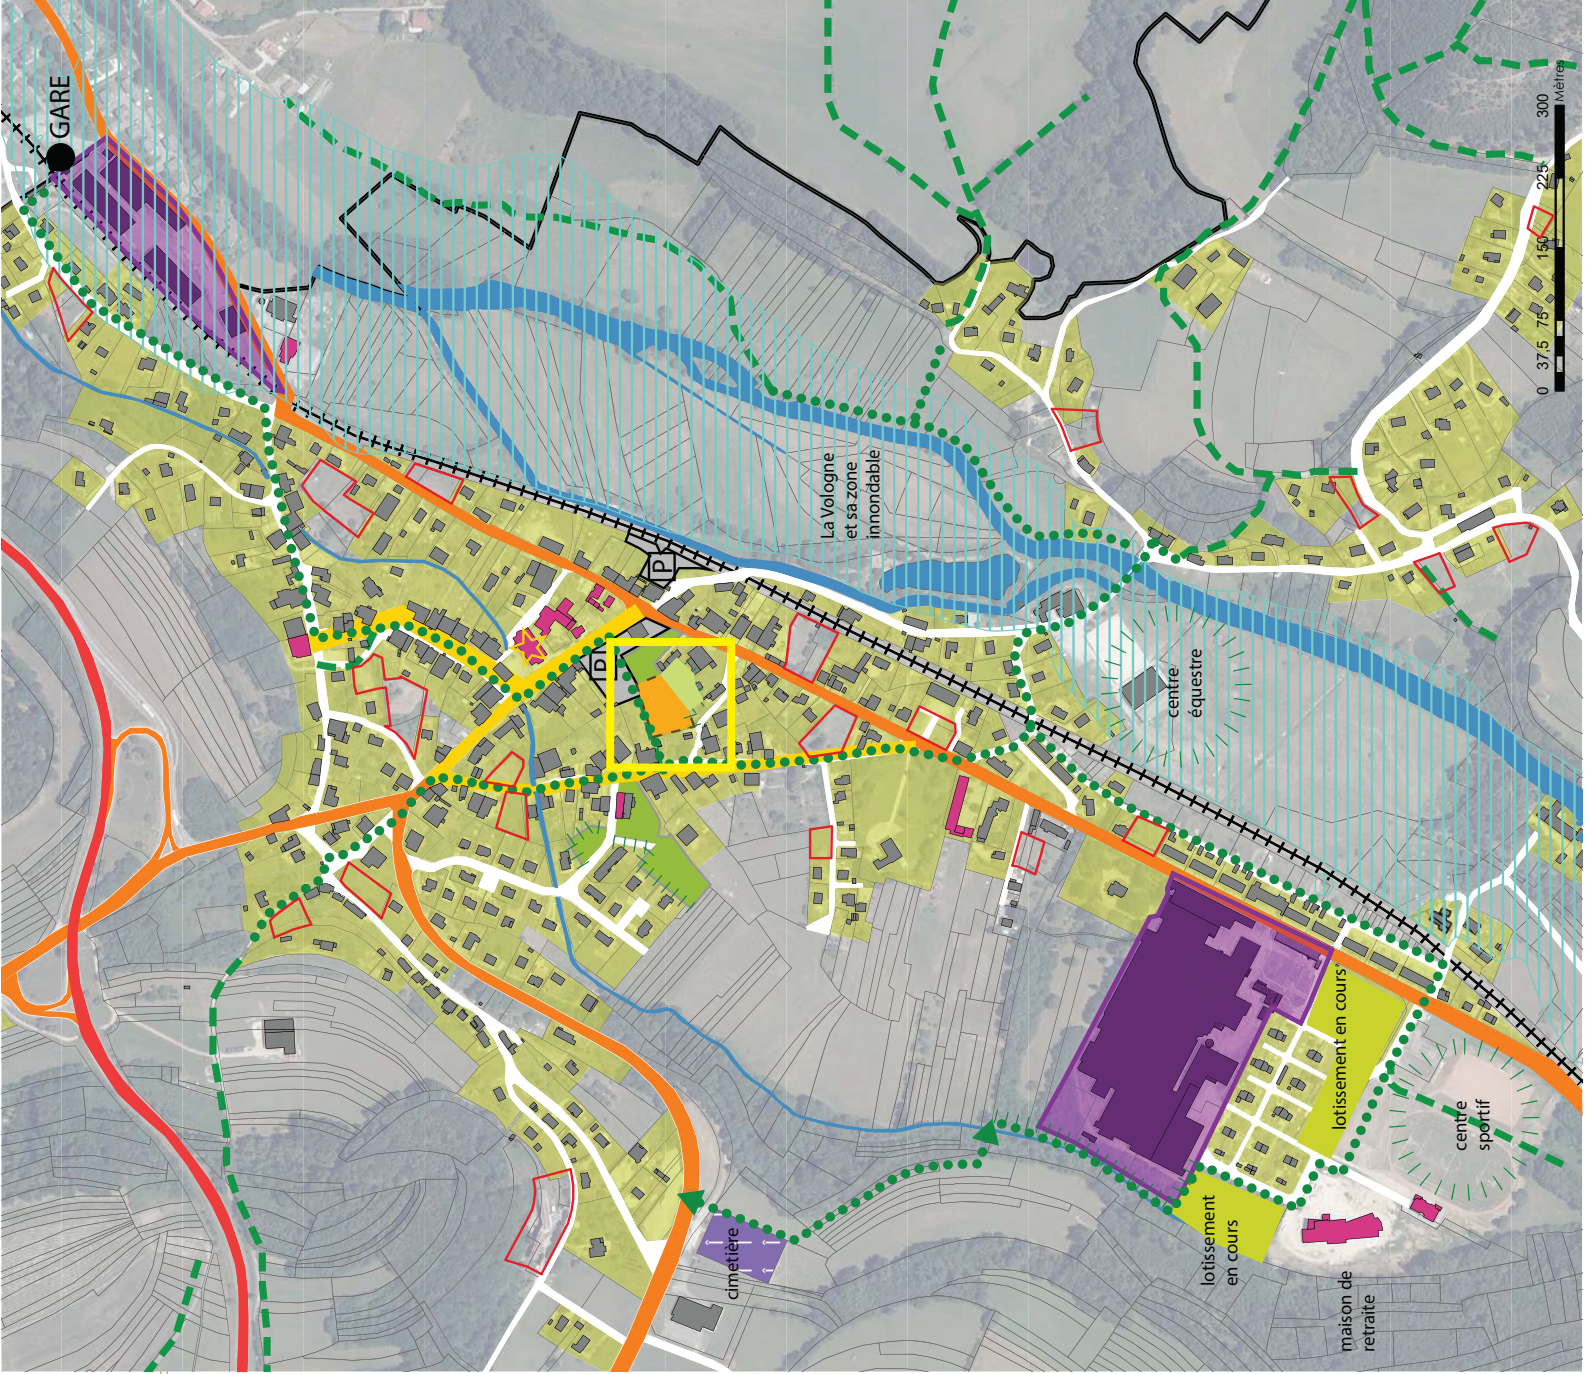 GARE
La Vologne
et sa zone
innondable
P
P
centre
équestre
cimetière
lotissement
en cours
lotissement en cours
maison de
retraite
centre
sportif
0 37,5 75 150 225 300
Mètres